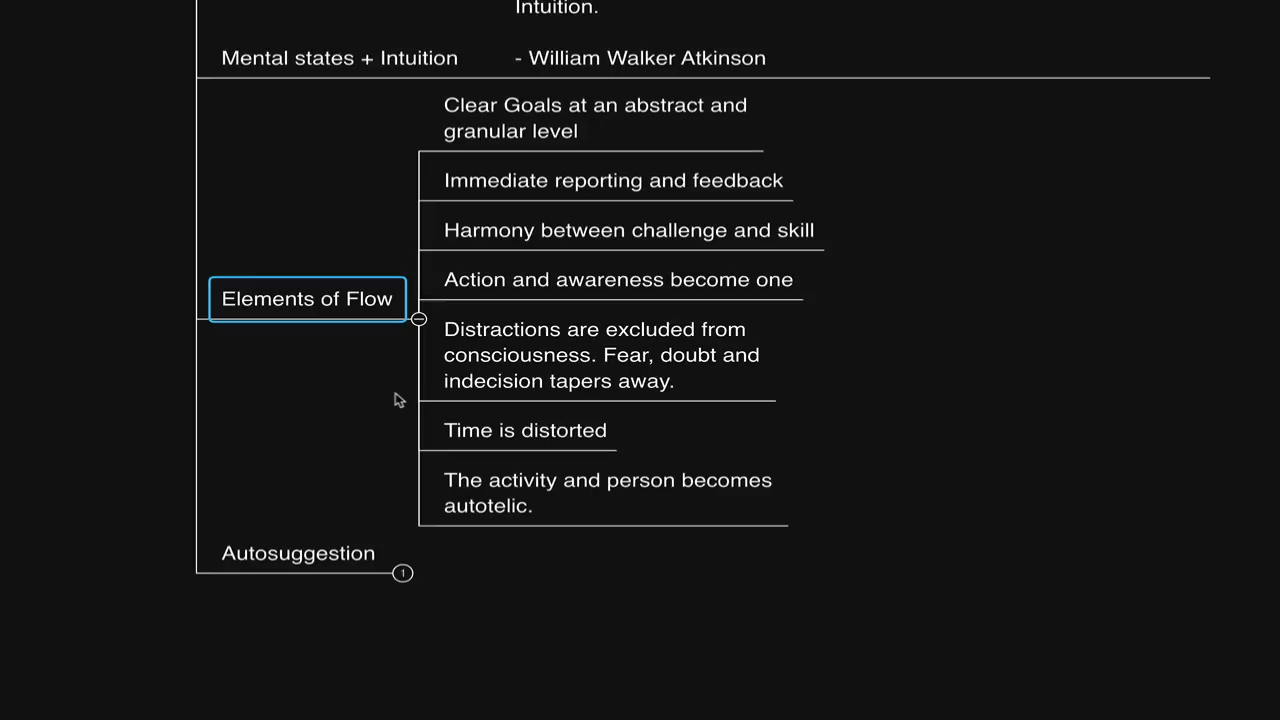 Intuition.
Mental states + Intuition
- William Walker Atkinson
Clear Goals at an abstract and
granular level
Immediate reporting and feedback
Harmony between challenge and skill
Action and awareness become one
Elements of Flow
Distractions are excluded from
consciousness. Fear, doubt and
indecision tapers away.
Time is distorted
The activity and person becomes
autotelic.
Autosuggestion
1